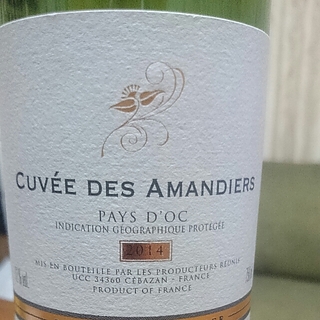 CUVÉE DES AMANDIERS
PAYS D'OC
INDICATION GÉOGRAPHIQUE PROTÉGÉE
2014
MIS EN BOUTEILLE PAR LES PRODUCTEURS RÉUNIS
UCC 34360 CÉBAZAN - FRANCE
PRODUCT OF FRANCE